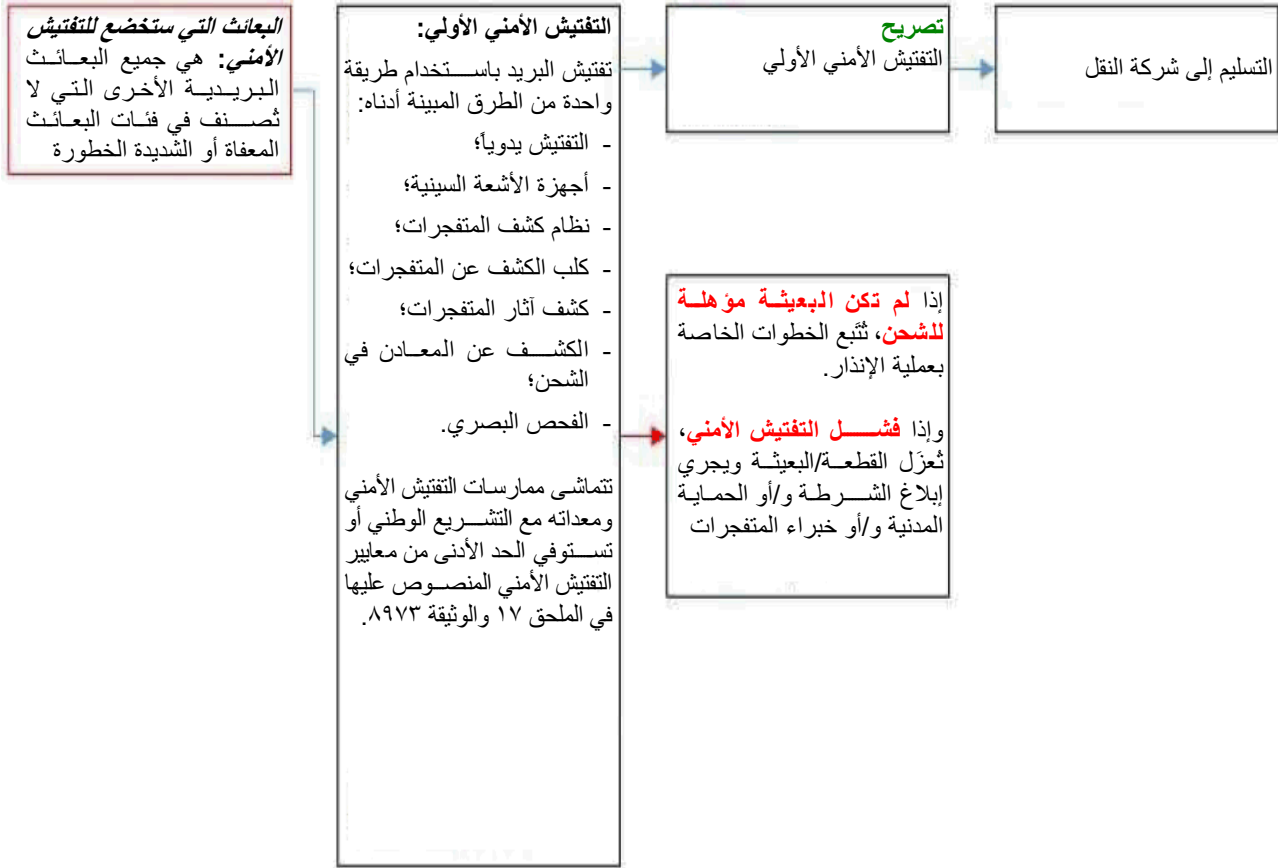 البعائث التي ستخضع للتفتيش
الأمني: هي جميع البعائث
البريدية الأخرى التي لا
تُصنف في فئات البعائث
المعفاة أو الشديدة الخطورة
التفتيش الأمني الأولي:
تفتيش البريد باستخدام طريقة
واحدة من الطرق المبينة أدناه:
- التفتيش يدوياً؛
- أجهزة الأشعة السينية؛
- نظام كشف المتفجرات؛
- كلب الكشف عن المتفجرات؛
- كشف آثار المتفجرات؛
- الكشف عن المعادن في
الشحن؛
- الفحص البصري.
تتماشى ممارسات التفتيش الأمني
ومعداته مع التشريع الوطني أو
تستوفي الحد الأدنى من معايير
التفتيش الأمني المنصوص عليها
في الملحق ١٧ والوثيقة ٨٩٧٣.
تصريح
التفتيش الأمني الأولي
التسليم إلى شركة النقل
إذا لم تكن البعيثة مؤهلة
للشحن، تُتَبع الخطوات الخاصة
بعملية الإنذار.
وإذا فشل التفتيش الأمني،
تُعزَل القطعة/البعيثة ويجري
إبلاغ الشرطة و/أو الحماية
المدنية و/أو خبراء المتفجرات